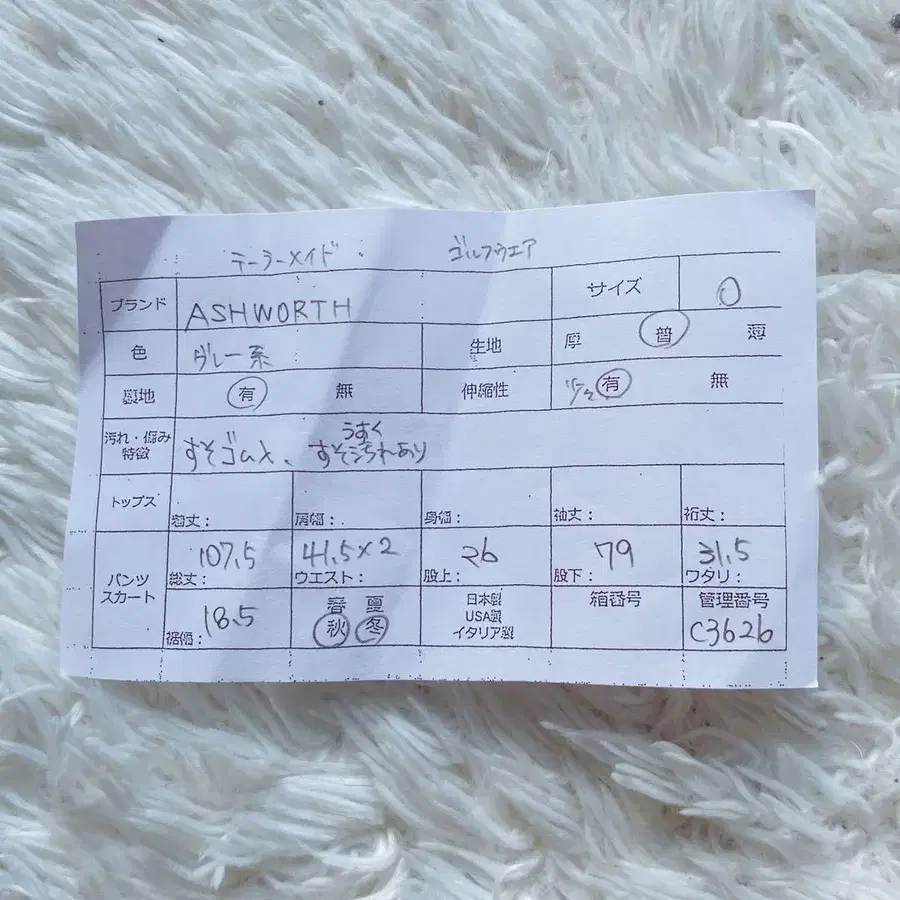 テーラーメイド ゴルフウエア
ブランド ASHWORTH サイズ 0
色 グレー系 生地 厚 普 薄
裏地 有 無 伸縮性 有 無
汚れ・傷み
特徴
うすく
すそゴム入、すそ汚れあり
トップス 着丈: 肩幅: 身幅: 袖丈: 裄丈:
パンツ
スカート
107.5 41.5×2 26 79 31.5
総丈: ウエスト: 股上: 股下: ワタリ:
18.5
裾幅:
春 夏
秋 冬
日本製
USA製
イタリア製
箱番号
管理番号
C3626